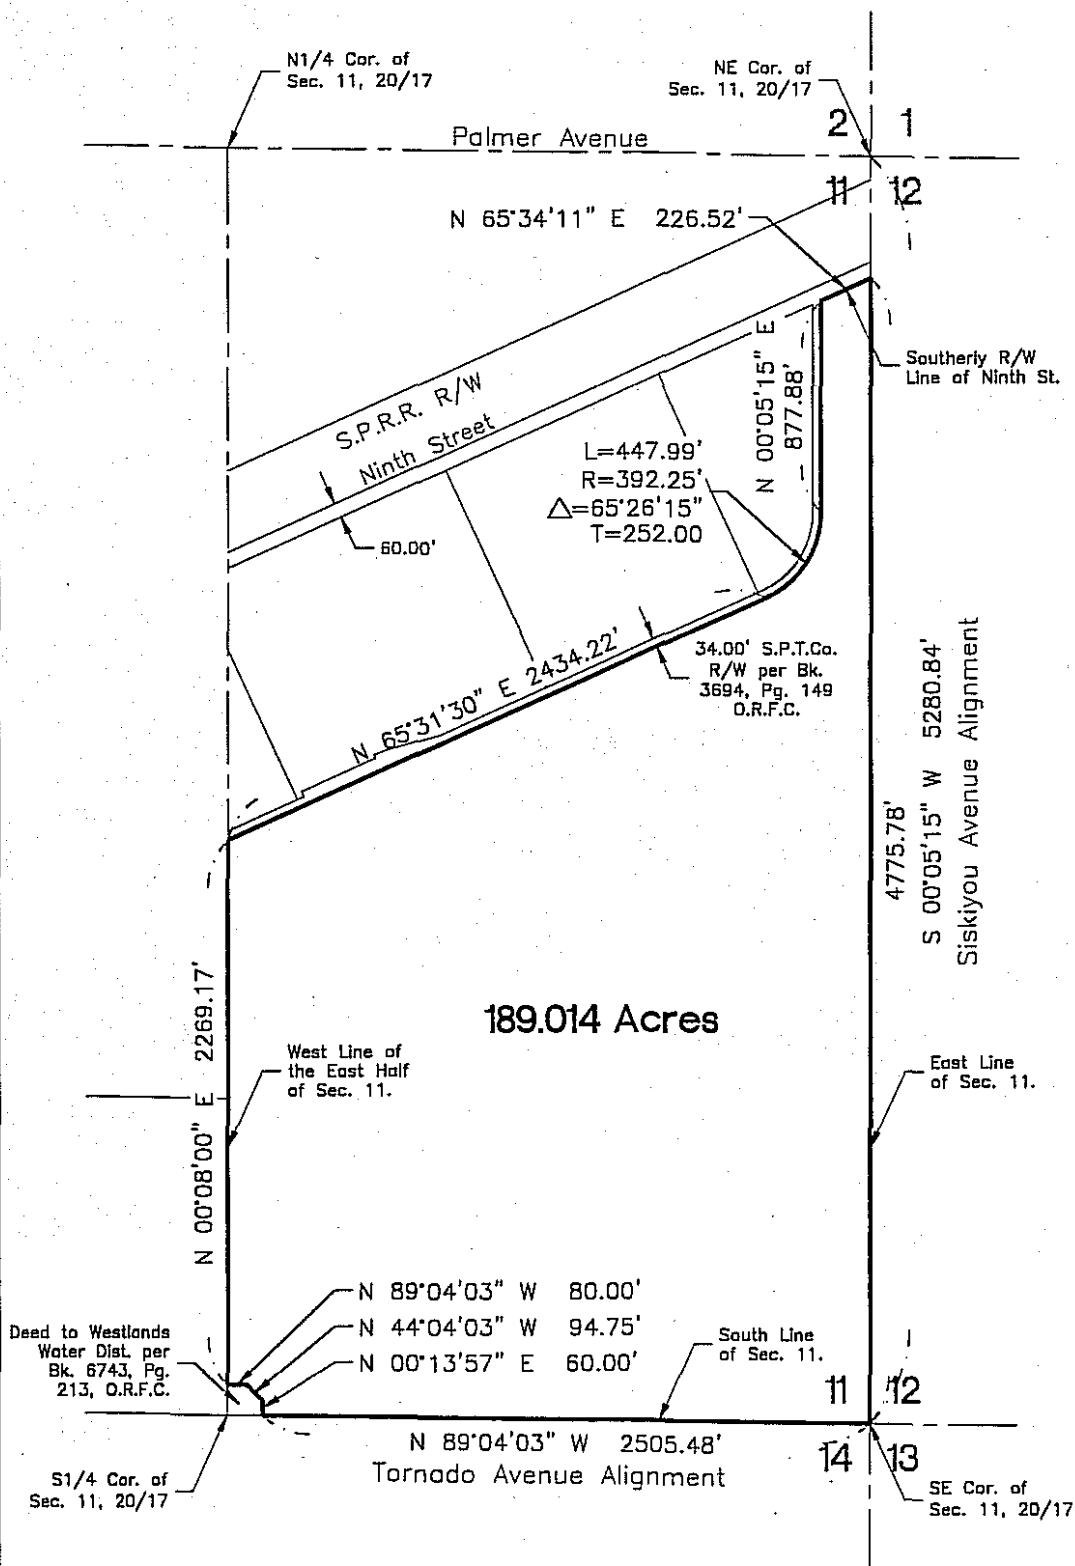 N1/4 Cor. of
Sec. 11, 20/17
NE Cor. of
Sec. 11, 20/17
2
1
Palmer Avenue
11
12
N 65°34'11" E 226.52'
Southerly R/W
Line of Ninth St.
S.P.R.R. R/W
Ninth Street
60.00'
L=447.99'
R=392.25'
△=65°26'15"
T=252.00
N 00°05'15" E
877.88'
N 65°31'30" E 2434.22'
34.00' S.P.T.Co.
R/W per Bk.
3694, Pg. 149
O.R.F.C.
4775.78'
S 00°05'15" W 5280.84'
Siskiyou Avenue Alignment
189.014 Acres
N 00°08'00" E 2269.17'
West Line of
the East Half
of Sec. 11.
East Line
of Sec. 11.
N 89°04'03" W 80.00'
N 44°04'03" W 94.75'
N 00°13'57" E 60.00'
Deed to Westlands
Water Dist. per
Bk. 6743, Pg.
213, O.R.F.C.
South Line
of Sec. 11.
11
12
N 89°04'03" W 2505.48'
Tornado Avenue Alignment
14
13
S1/4 Cor. of
Sec. 11, 20/17
SE Cor. of
Sec. 11, 20/17